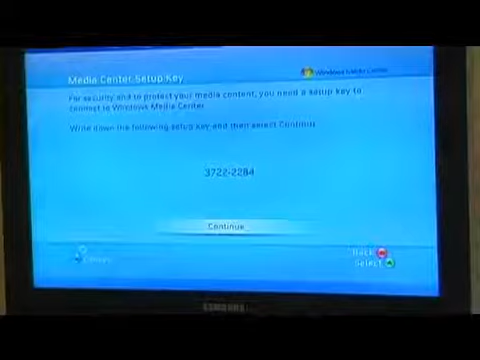 Media Center Setup Key
Windows Media Center
For security and to protect your media content, you need a setup key to
connect to Windows Media Center.
Write down the following setup key and then select Continue.
3722-2284
Continue
Back
Select
SAMSUNG